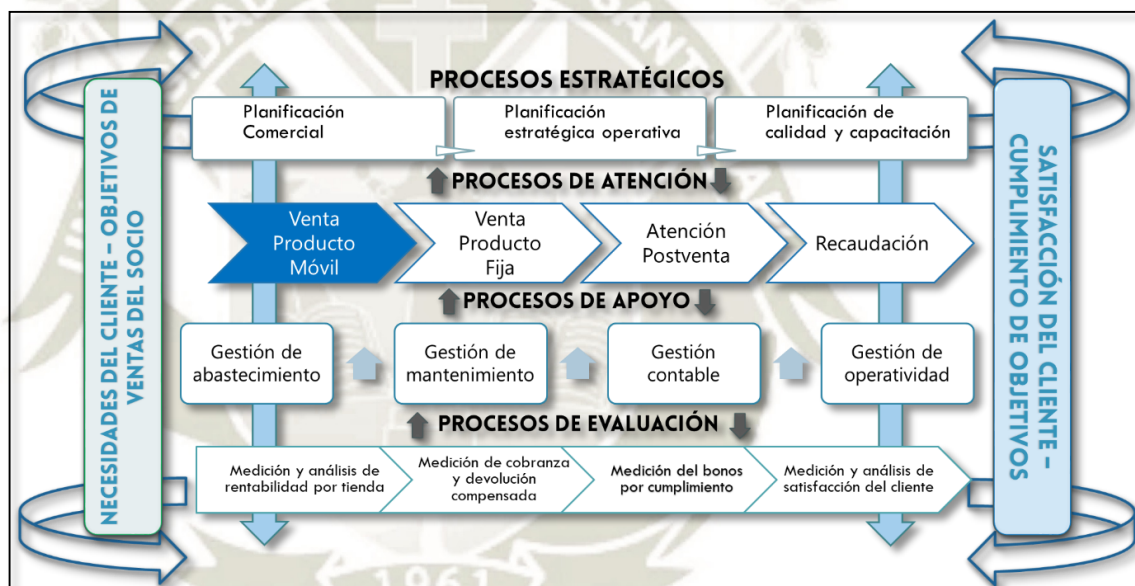 NECESIDADES DEL CLIENTE – OBJETIVOS DE
VENTAS DEL SOCIO
PROCESOS ESTRATÉGICOS
Planificación
Comercial
Planificación
estratégica operativa
Planificación de
calidad y capacitación
PROCESOS DE ATENCIÓN
Venta
Producto
Móvil
Venta
Producto
Fija
Atención
Postventa
Recaudación
PROCESOS DE APOYO
Gestión de
abastecimiento
Gestión de
mantenimiento
Gestión
contable
Gestión de
operatividad
PROCESOS DE EVALUACIÓN
Medición y análisis de
rentabilidad por tienda
Medición de cobranza
y devolución
compensada
Medición del bonos
por cumplimiento
Medición y análisis de
satisfacción del cliente
SATISFACCIÓN DEL CLIENTE –
CUMPLIMIENTO DE OBJETIVOS
1961